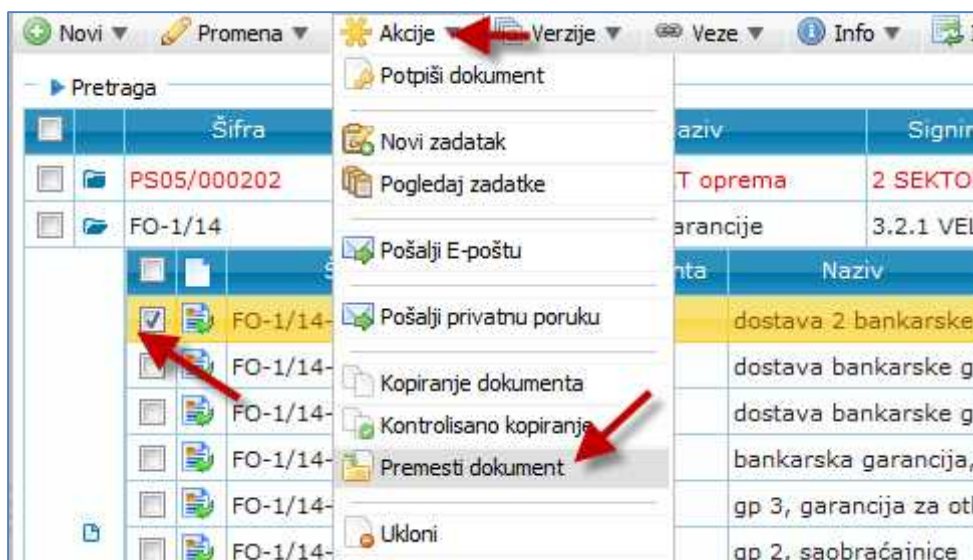 Novi Promena Akcije Verzije Veze Info
Pretraga
Potpiši dokument
Šifra aziv Signir
Novi zadatak
PS05/000202 Pogledaj zadatke T oprema 2 SEKTO
FO-1/14 arancije 3.2.1 VEL
Pošalji E-poštu
Š nta Naziv
FO-1/14- Pošalji privatnu poruku dostava 2 bankarske
FO-1/14- dostava bankarske g
Kopiranje dokumenta
FO-1/14- Kontrolisano kopiranje dostava bankarske g
FO-1/14- Premesti dokument bankarska garancija,
FO-1/14- gp 3, garancija za otl
Ukloni
FO-1/14- gp 2, saobraćajnice